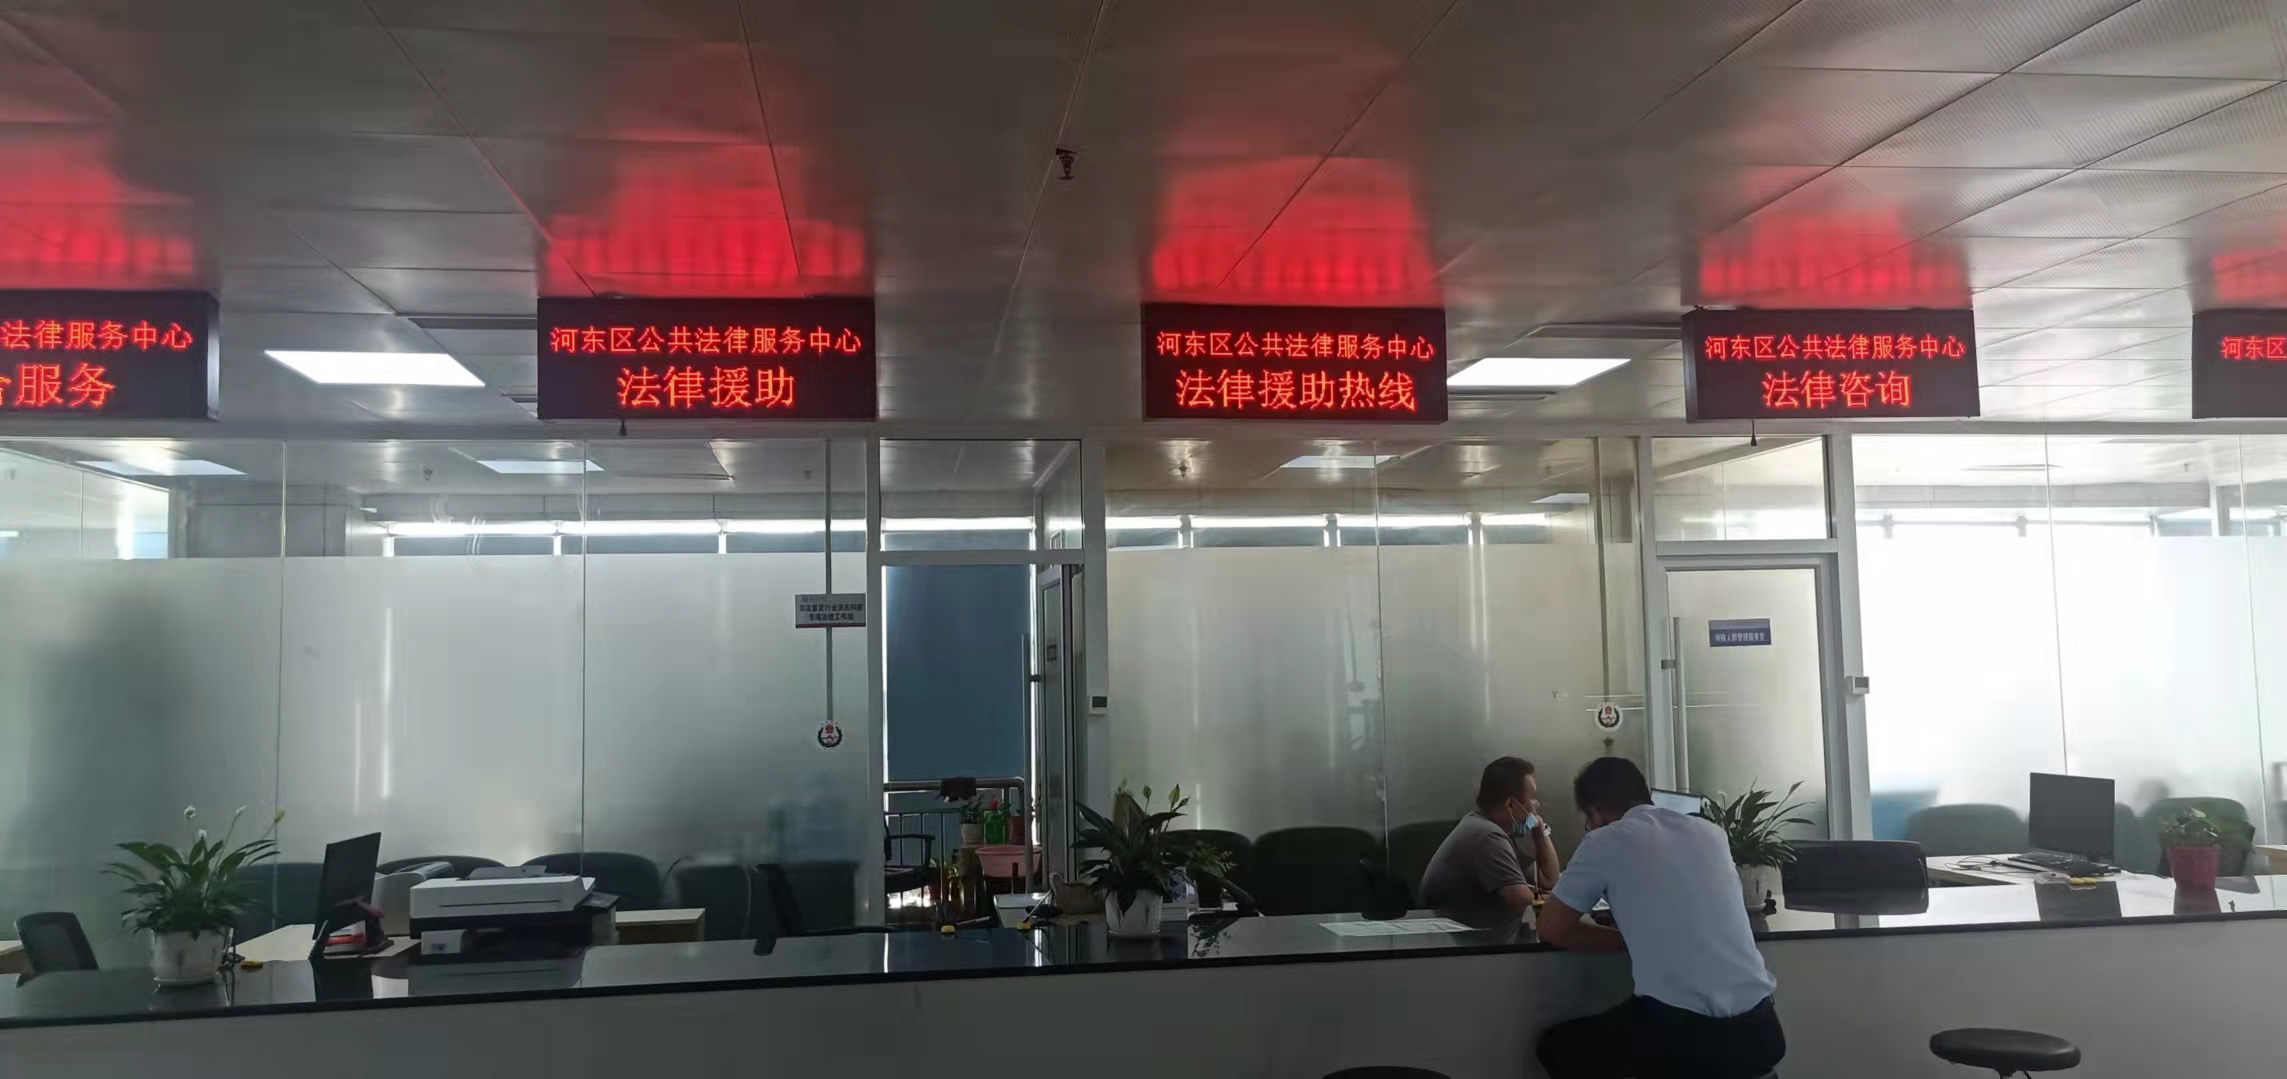 法律服务中心
服务
河东区公共法律服务中心
法律援助
河东区公共法律服务中心
法律援助热线
河东区公共法律服务中心
法律咨询
河东区